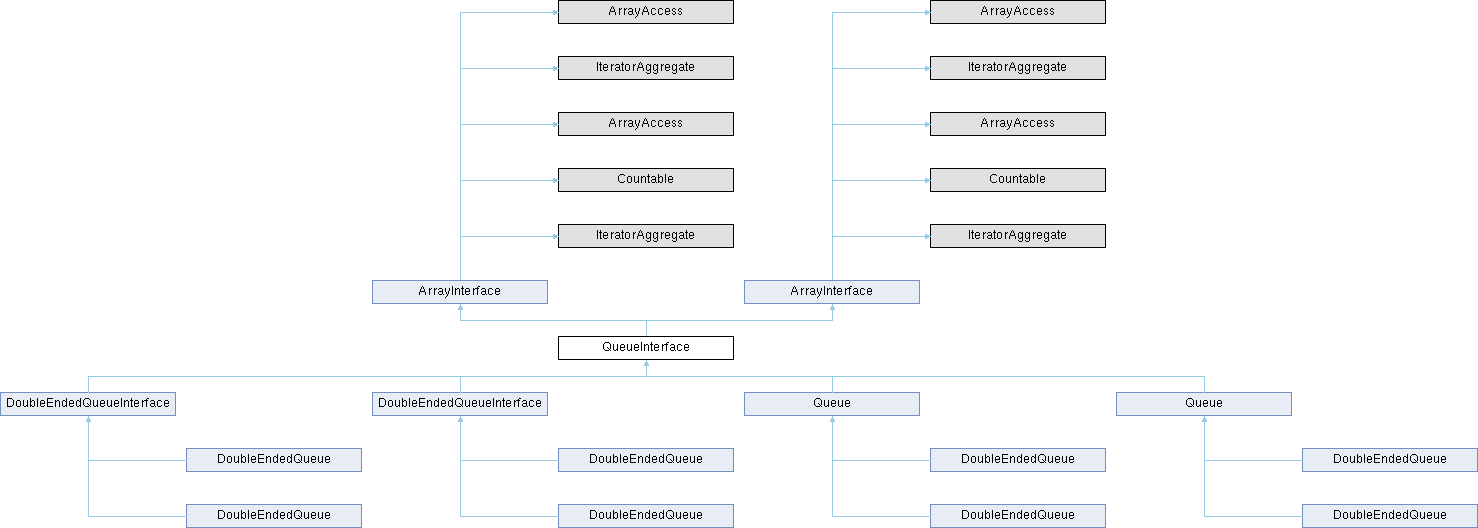 ArrayAccess
ArrayAccess
IteratorAggregate
IteratorAggregate
ArrayAccess
ArrayAccess
Countable
Countable
IteratorAggregate
IteratorAggregate
ArrayInterface
ArrayInterface
QueueInterface
DoubleEndedQueueInterface
DoubleEndedQueueInterface
Queue
Queue
DoubleEndedQueue
DoubleEndedQueue
DoubleEndedQueue
DoubleEndedQueue
DoubleEndedQueue
DoubleEndedQueue
DoubleEndedQueue
DoubleEndedQueue